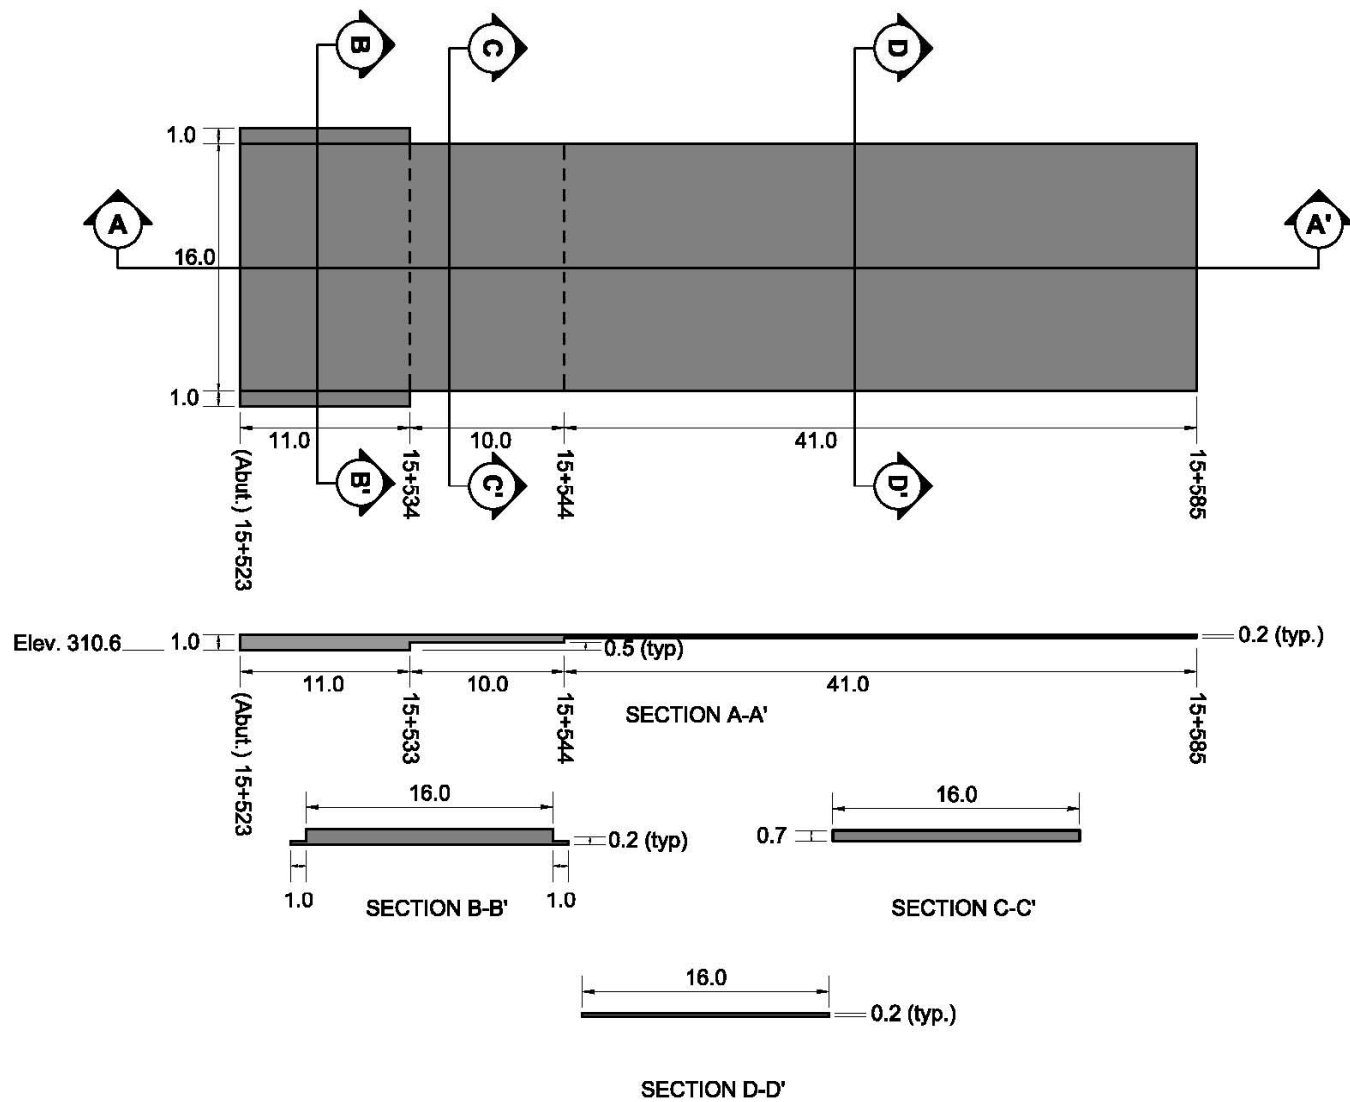 B
C
D
1.0
A
A'
16.0
1.0
11.0
10.0
41.0
B'
C'
D'
(Abut.) 15+523
15+534
15+544
15+585
Elev. 310.6
1.0
0.5 (typ)
0.2 (typ.)
11.0
10.0
41.0
(Abut.) 15+523
15+533
15+544
15+585
SECTION A-A'
16.0
0.2 (typ)
1.0
1.0
SECTION B-B'
16.0
0.7
SECTION C-C'
16.0
0.2 (typ.)
SECTION D-D'